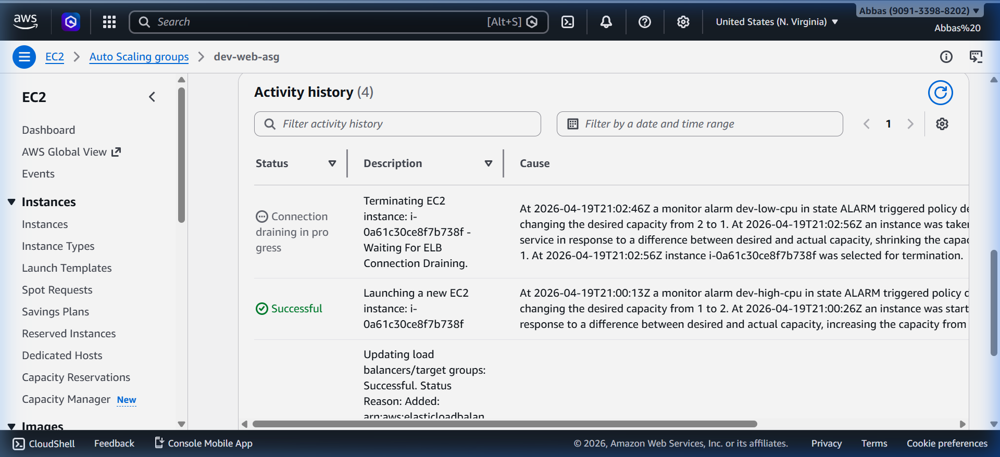 aws
Search
[Alt+S]
United States (N. Virginia)
Abbas (9091-3398-8202)
Abbas%20
EC2
Auto Scaling groups
dev-web-asg
EC2
Dashboard
AWS Global View
Events
Instances
Instances
Instance Types
Launch Templates
Spot Requests
Savings Plans
Reserved Instances
Dedicated Hosts
Capacity Reservations
Capacity Manager New
Images
Activity history (4)
Filter activity history
Filter by a date and time range
1
Status
Description
Cause
Connection
draining in pro
gress
Terminating EC2
instance: i-
0a61c30ce8f7b738f -
Waiting For ELB
Connection Draining.
At 2026-04-19T21:02:46Z a monitor alarm dev-low-cpu in state ALARM triggered policy de
changing the desired capacity from 2 to 1. At 2026-04-19T21:02:56Z an instance was taken
service in response to a difference between desired and actual capacity, shrinking the capac
1. At 2026-04-19T21:02:56Z instance i-0a61c30ce8f7b738f was selected for termination.
Successful
Launching a new EC2
instance: i-
0a61c30ce8f7b738f
At 2026-04-19T21:00:13Z a monitor alarm dev-high-cpu in state ALARM triggered policy d
changing the desired capacity from 1 to 2. At 2026-04-19T21:00:26Z an instance was start
response to a difference between desired and actual capacity, increasing the capacity from
Updating load
balancers/target groups:
Successful. Status
Reason: Added:
arn:aws:elasticloadbalan
CloudShell
Feedback
Console Mobile App
© 2026, Amazon Web Services, Inc. or its affiliates.
Privacy
Terms
Cookie preferences